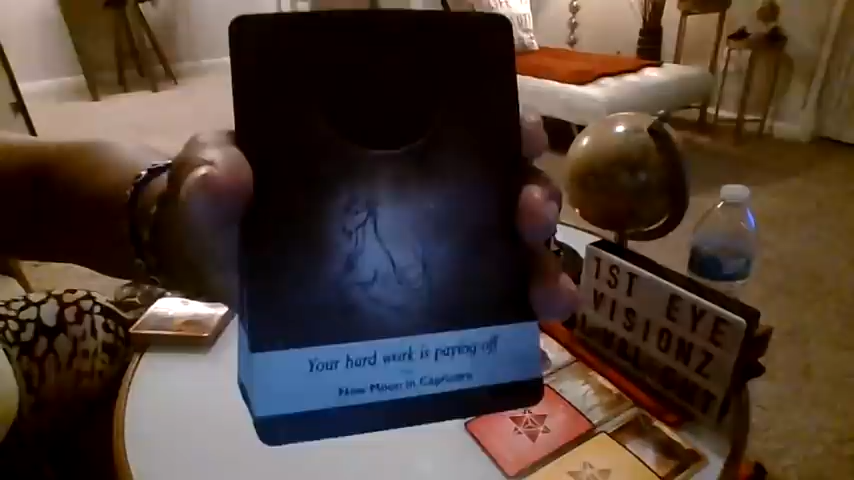 Your hard work is paying off
New Moon in Capricorn
1ST EYE
VISIONZ